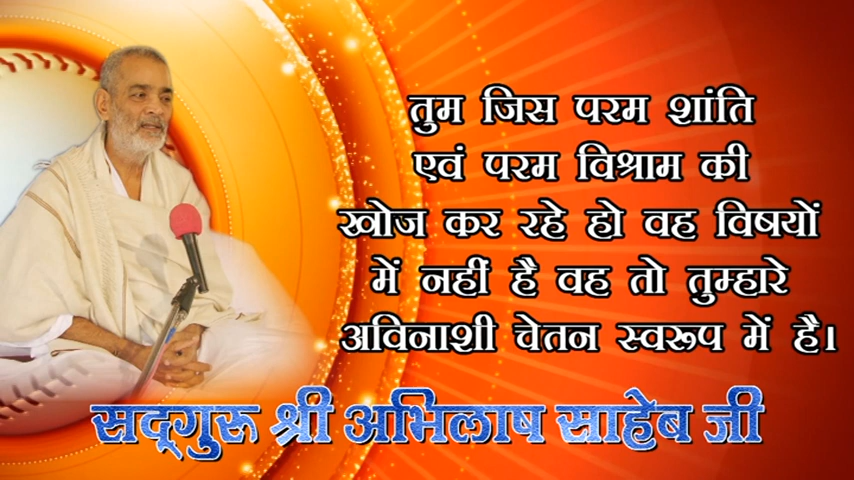 तुम जिस परम शांति
एवं परम विश्राम की
खोज कर रहे हो वह विषयों
में नहीं है वह तो तुम्हारे
अविनाशी चेतन स्वरूप में है।
सद्गुरु श्री अभिलाष साहेब जी